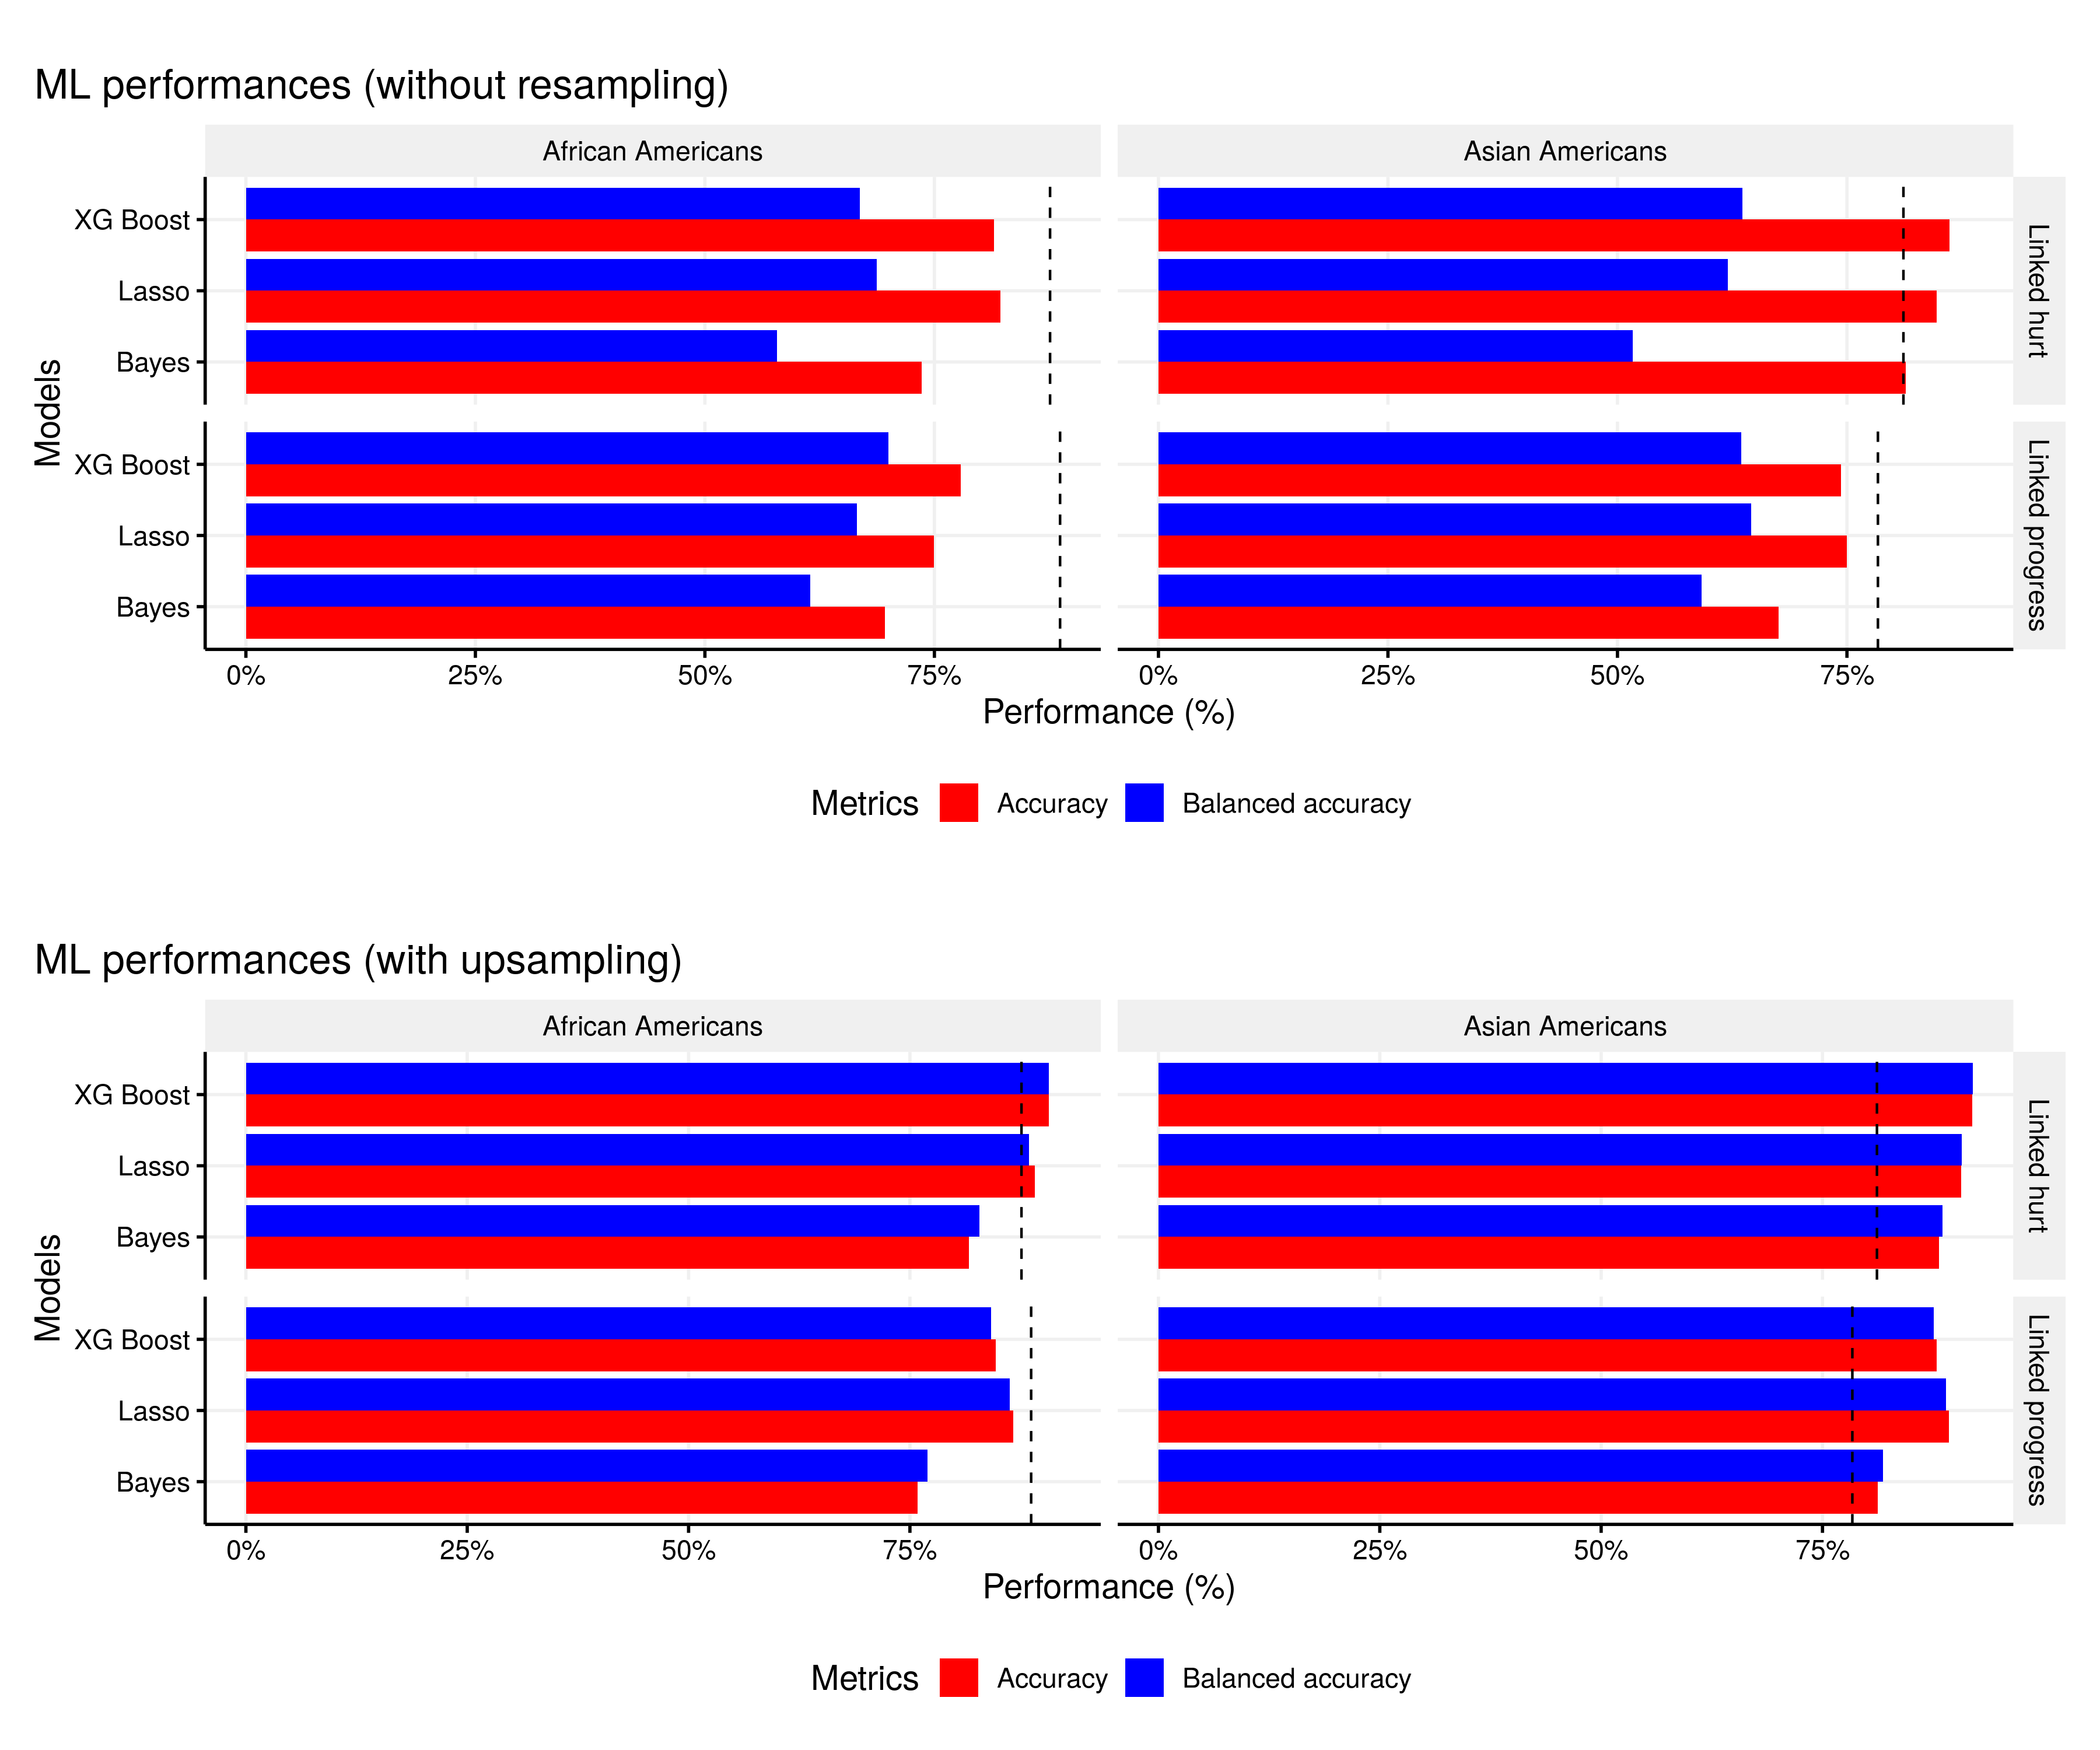 ML performances (without resampling)
African Americans
Asian Americans
XG Boost
Lasso
Bayes
Linked hurt
XG Boost
Lasso
Bayes
Linked progress
Models
0% 25% 50% 75%
0% 25% 50% 75%
Performance (%)
Metrics Accuracy Balanced accuracy
ML performances (with upsampling)
African Americans
Asian Americans
XG Boost
Lasso
Bayes
Linked hurt
XG Boost
Lasso
Bayes
Linked progress
Models
0% 25% 50% 75%
0% 25% 50% 75%
Performance (%)
Metrics Accuracy Balanced accuracy